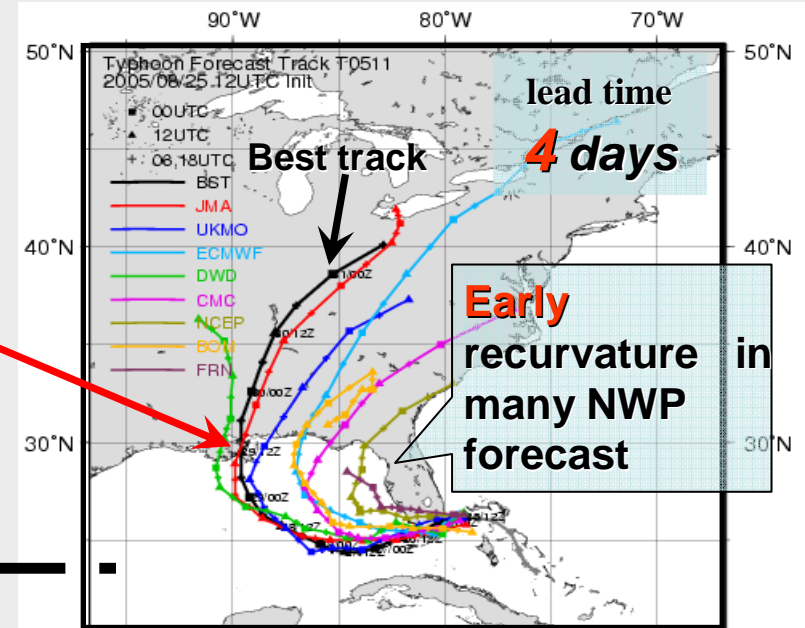 90°W 80°W 70°W
50°N 50°N
Typhoon Forecast Track T0511
2005/08/25.12UTC Init
00UTC
12UTC
06,18UTC
BST
JMA
UKMO
ECMWF
DWD
CMC
NCEP
BOM
FRN
lead time
4 days
Best track
40°N 40°N
Early
recurvature in
many NWP
forecast
30°N 30°N